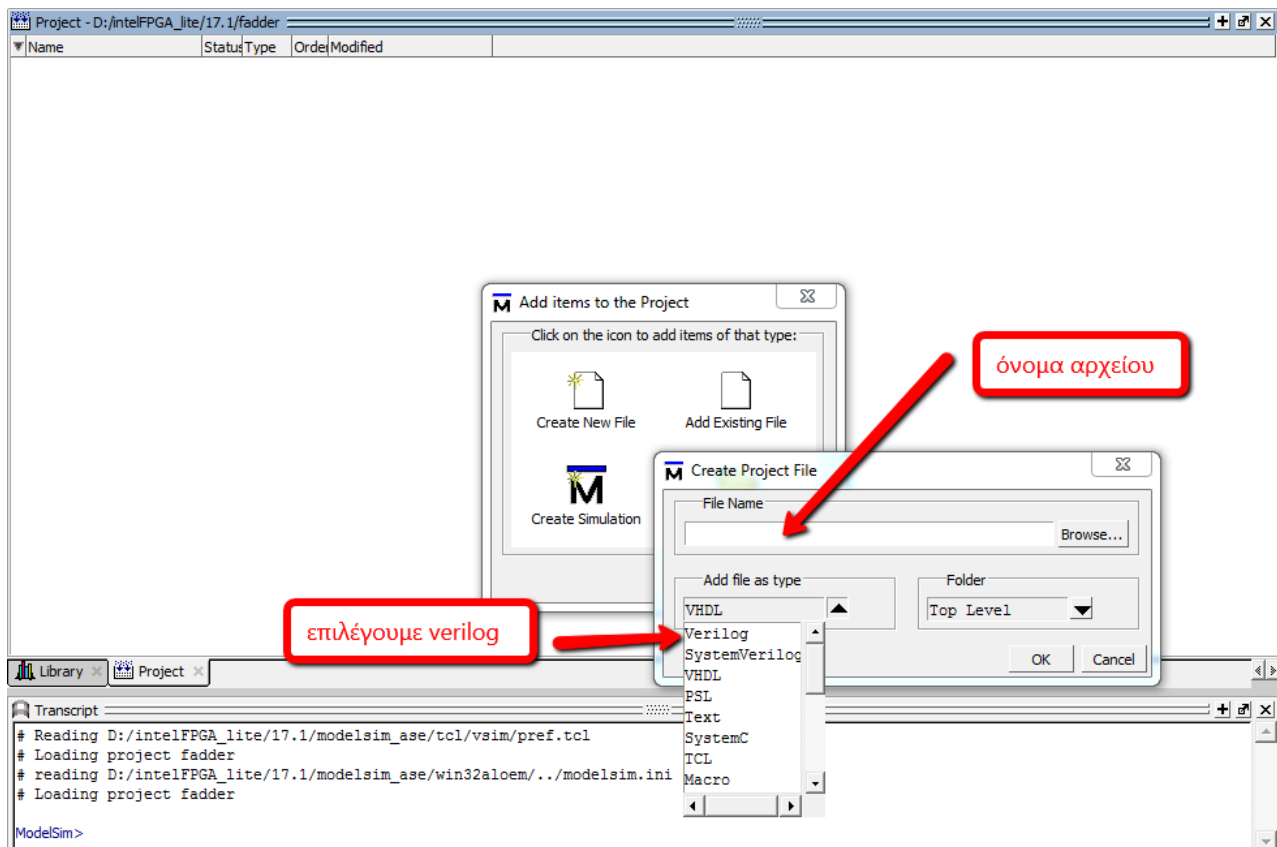 Project - D:/intelFPGA_lite/17.1/fadder
Name Status Type Order Modified
Add items to the Project
Click on the icon to add items of that type:
Create New File Add Existing File
Create Simulation
όνομα αρχείου
Create Project File
File Name
Browse...
Add file as type
Folder
VHDL
Top Level
επιλέγουμε verilog
Verilog
SystemVerilog
VHDL
PSL
Text
SystemC
TCL
Macro
OK Cancel
Library Project
Transcript
# Reading D:/intelFPGA_lite/17.1/modelsim_ase/tcl/vsim/pref.tcl
# Loading project fadder
# reading D:/intelFPGA_lite/17.1/modelsim_ase/win32aloem/../modelsim.ini
# Loading project fadder
ModelSim>